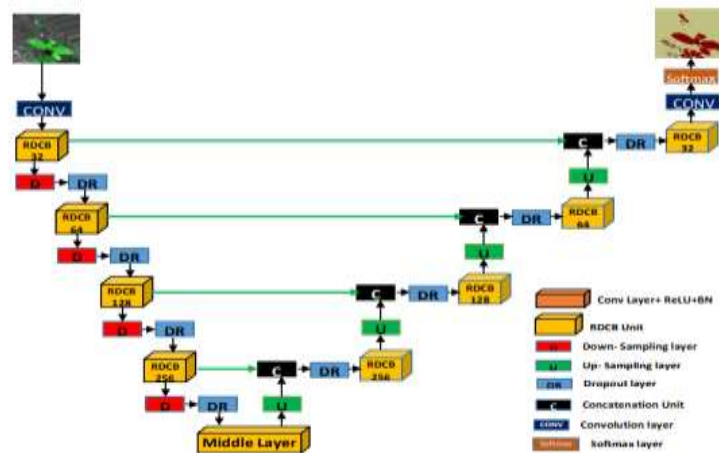 CONV
Softmax
CONV
RDCB
32
C
DR
RDCB
32
D
DR
U
RDCB
64
C
DR
RDCB
64
D
DR
U
RDCB
128
C
DR
RDCB
128
D
DR
U
RDCB
256
C
DR
RDCB
256
D
DR
U
Middle Layer
Conv Layer+ ReLU+BN
RDCB Unit
D
Down- Sampling layer
U
Up- Sampling layer
DR
Dropout layer
C
Concatenation Unit
CONV
Convolution layer
Softmax
Softmax layer